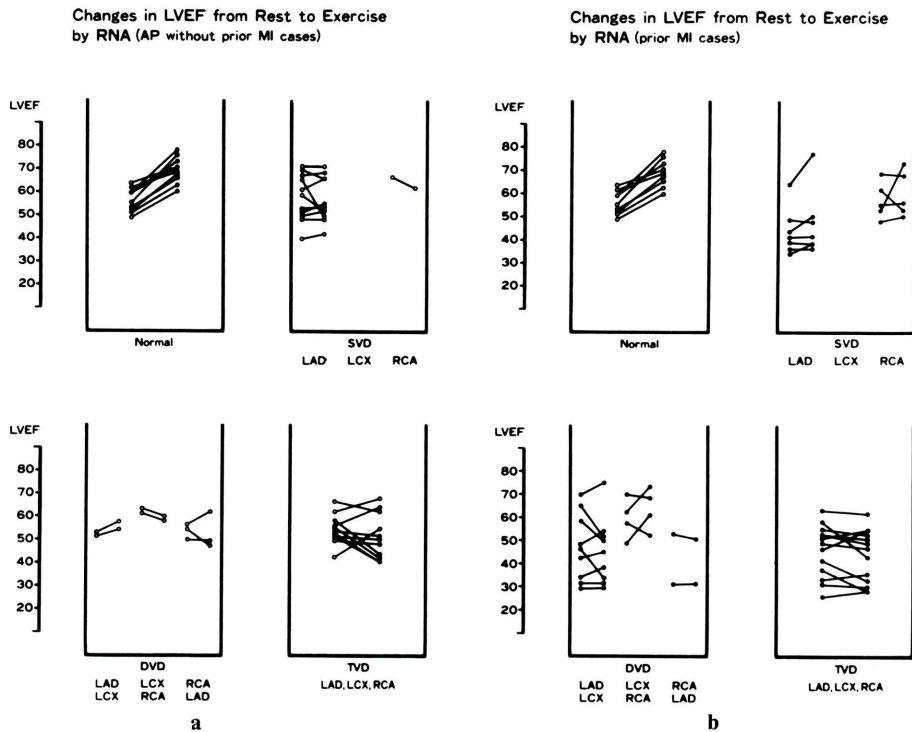 Changes in LVEF from Rest to Exercise
by RNA (AP without prior MI cases)
LVEF
80
70
60
50
40
30
20
Normal
SVD
LAD LCX RCA
LVEF
80
70
60
50
40
30
20
DVD
LAD LCX RCA
LCX RCA LAD
TVD
LAD, LCX, RCA
a
Changes in LVEF from Rest to Exercise
by RNA (prior MI cases)
LVEF
80
70
60
50
40
30
20
Normal
SVD
LAD LCX RCA
LVEF
80
70
60
50
40
30
20
DVD
LAD LCX RCA
LCX RCA LAD
TVD
LAD, LCX, RCA
b